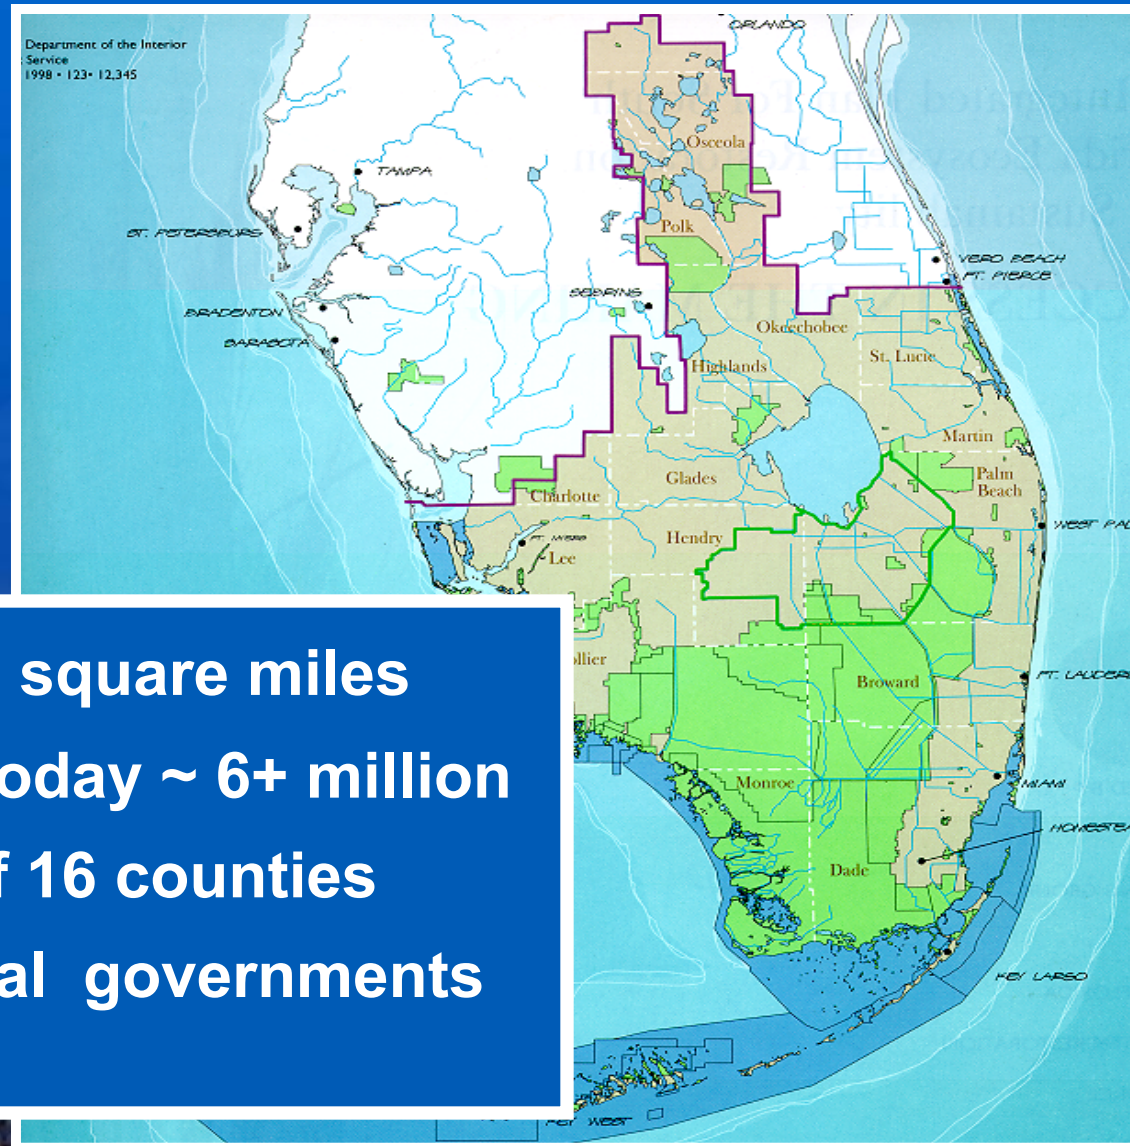 Department of the Interior
Service
1998 • 123• 12,345
ORLANDO
Osceola
TAMPA
Polk
ST. PETERSBURG
VERO BEACH
FT. PIERCE
SEBRING
BRADENTON
Okeechobee
SARASOTA
St. Lucie
Highlands
Martin
Glades
Palm
Beach
Charlotte
WEST PAL
Hendry
FT. MYERS
Lee
square miles
ollier
FT. LAUDER
Broward
oday ~ 6+ million
Monroe
MIAMI
HOMESTEA
f 16 counties
Dade
al governments
KEY LARGO
KEY WEST